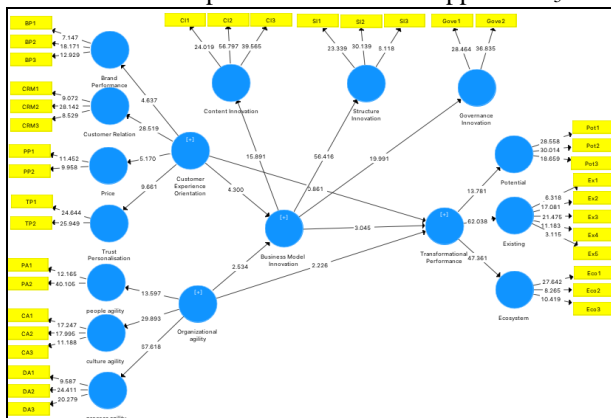 CI1 CI2 CI3 SI1 SI2 SI3 Gove1 Gove2
BP1
BP2
BP3
7.147
18.171
12.929
Brand
Performance
24.019 56.797 39.565
Content Innovation
23.339 30.139 5.118
Structure
Innovation
28.464 36.835
Governance
Innovation
CRM1
CRM2
CRM3
9.072
28.142
8.529
Customer Relation
4.637
28.519
5.170
9.661
PP1
PP2
11.452
9.958
Price
[+]
Customer
Experience
Orientation
15.891
56.416
19.991
4.300
0.661
TP1
TP2
24.644
25.949
Trust
Personalisation
[+]
Business Model
Innovation
3.045
2.534
2.226
[+]
Transformational
Performance
13.781
62.038
47.361
Potential
28.558
30.014
18.659
Pot1
Pot2
Pot3
Existing
6.318
17.081
21.475
11.183
3.115
Ex1
Ex2
Ex3
Ex4
Ex5
Ecosystem
27.642
8.265
10.419
Eco1
Eco2
Eco3
PA1
PA2
12.165
40.105
people agility
13.597
29.893
57.618
[+]
Organizational
agility
CA1
CA2
CA3
17.247
17.995
11.188
culture agility
DA1
DA2
DA3
9.587
24.411
20.279